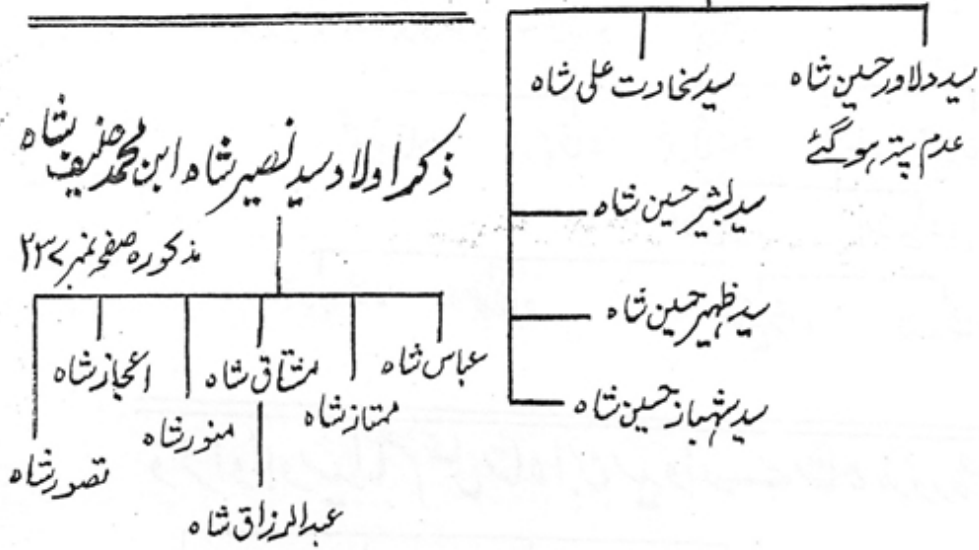 سید دلاور حسین شاہ
عدم پتہ ہو گئے
سید سخادت علی شاہ
سید بشیر حسین شاہ
سید ظہیر حسین شاہ
سید شہباز حسین شاہ
ذکر اولاد سید نصیر شاہ ابن محمد حنیف شاہ
مذکورہ صفحہ نمبر ۲۳۷
عباس شاہ
ممتاز شاہ
مشتاق شاہ
منور شاہ
اعجاز شاہ
تصور شاہ
عبدالرزاق شاہ